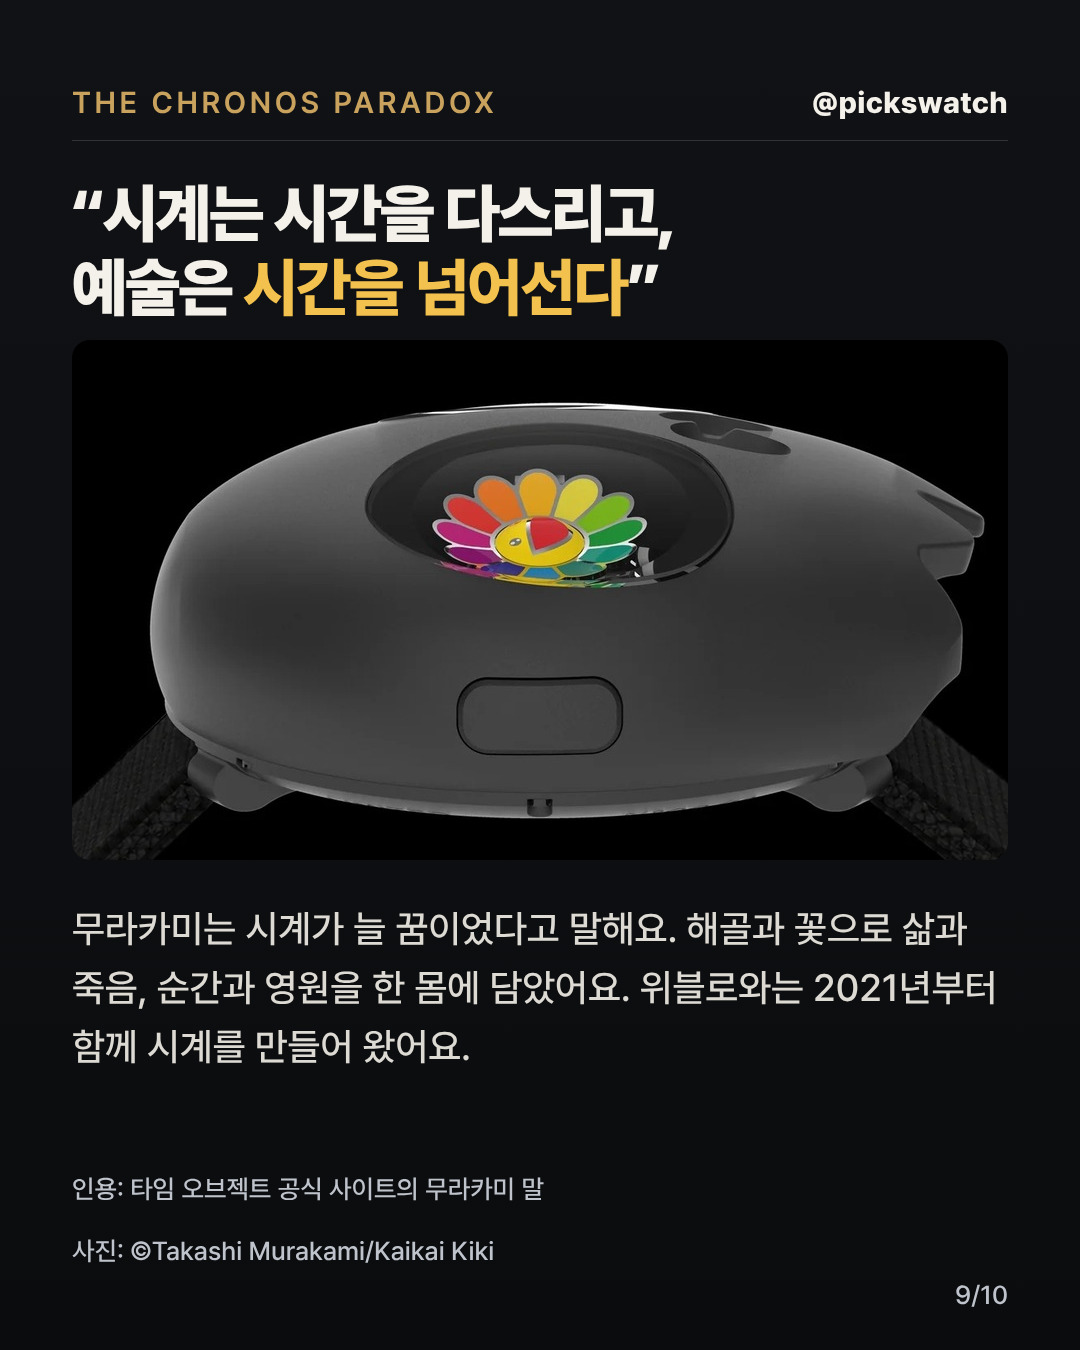 THE CHRONOS PARADOX
@pickswatch
“시계는 시간을 다스리고,
예술은 시간을 넘어선다”
무라카미는 시계가 늘 꿈이었다고 말해요. 해골과 꽃으로 삶과
죽음, 순간과 영원을 한 몸에 담았어요. 위블로와는 2021년부터
함께 시계를 만들어 왔어요.
인용: 타임 오브젝트 공식 사이트의 무라카미 말
사진: ©Takashi Murakami/Kaikai Kiki
9/10